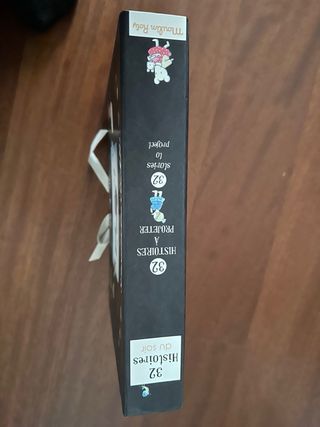 32
Histoires
du soir
32
HISTOIRES
À
PROJETER
32
stories
to
project
Moulin Roty